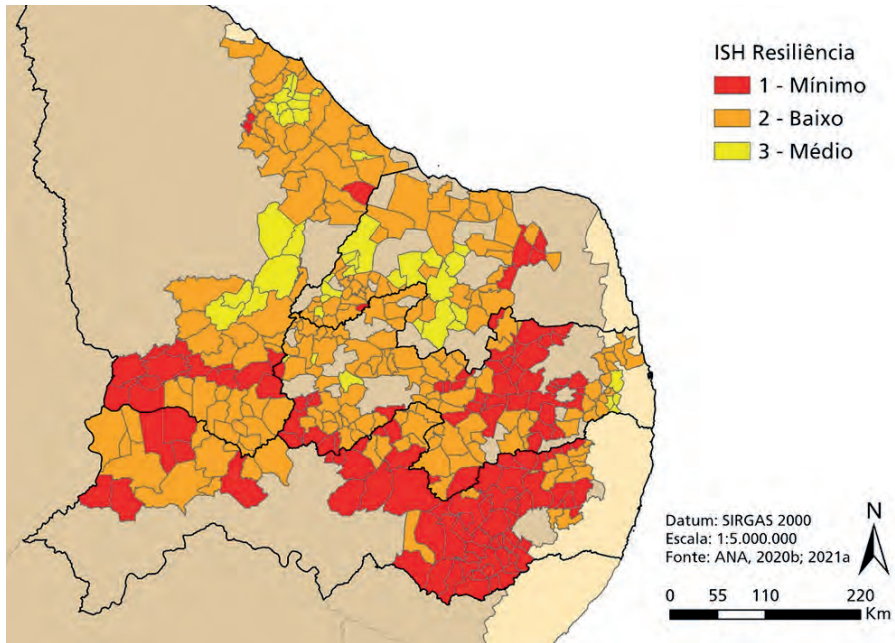 ISH Resiliência
1 - Mínimo
2 - Baixo
3 - Médio
Datum: SIRGAS 2000
Escala: 1:5.000.000
Fonte: ANA, 2020b; 2021a
N
0 55 110 220
Km